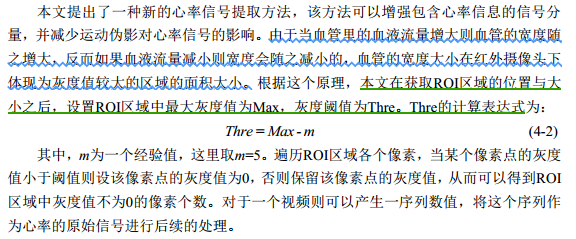 本文提出了一种新的心率信号提取方法，该方法可以增强包含心率信息的信号分
量，并减少运动伪影对心率信号的影响。由于当血管里的血液流量增大则血管的宽度随
之增大，反而如果血液流量减小则宽度会随之减小的，血管的宽度大小在红外摄像头下
体现为灰度值较大的区域的面积大小。根据这个原理，本文在获取ROI区域的位置与大
小之后，设置ROI区域中最大灰度值为Max，灰度阈值为Thre。Thre的计算表达式为：
Thre = Max - m (4-2)
其中，m为一个经验值，这里取m=5。遍历ROI区域各个像素，当某个像素点的灰度
值小于阈值则设该像素点的灰度值为0，否则保留该像素点的灰度值，从而可以得到ROI
区域中灰度值不为0的像素个数。对于一个视频则可以产生一序列数值，将这个序列作
为心率的原始信号进行后续的处理。